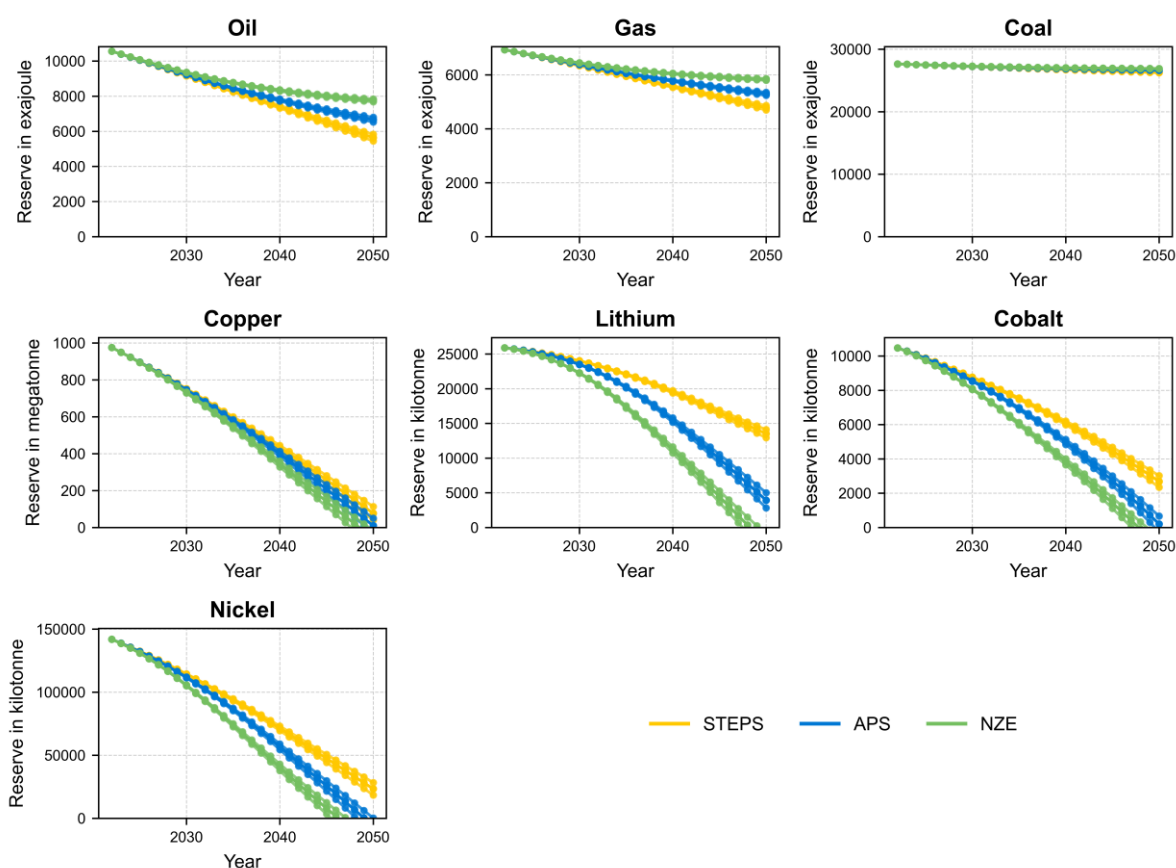 Oil
Reserve in exajoule
10000
8000
6000
4000
2000
0
2030 2040 2050
Year
Gas
Reserve in exajoule
6000
4000
2000
0
2030 2040 2050
Year
Coal
Reserve in exajoule
30000
20000
10000
0
2030 2040 2050
Year
Copper
Reserve in megatonne
1000
800
600
400
200
0
2030 2040 2050
Year
Lithium
Reserve in kilotonne
25000
20000
15000
10000
5000
0
2030 2040 2050
Year
Cobalt
Reserve in kilotonne
10000
8000
6000
4000
2000
0
2030 2040 2050
Year
Nickel
Reserve in kilotonne
150000
100000
50000
0
2030 2040 2050
Year
STEPS APS NZE